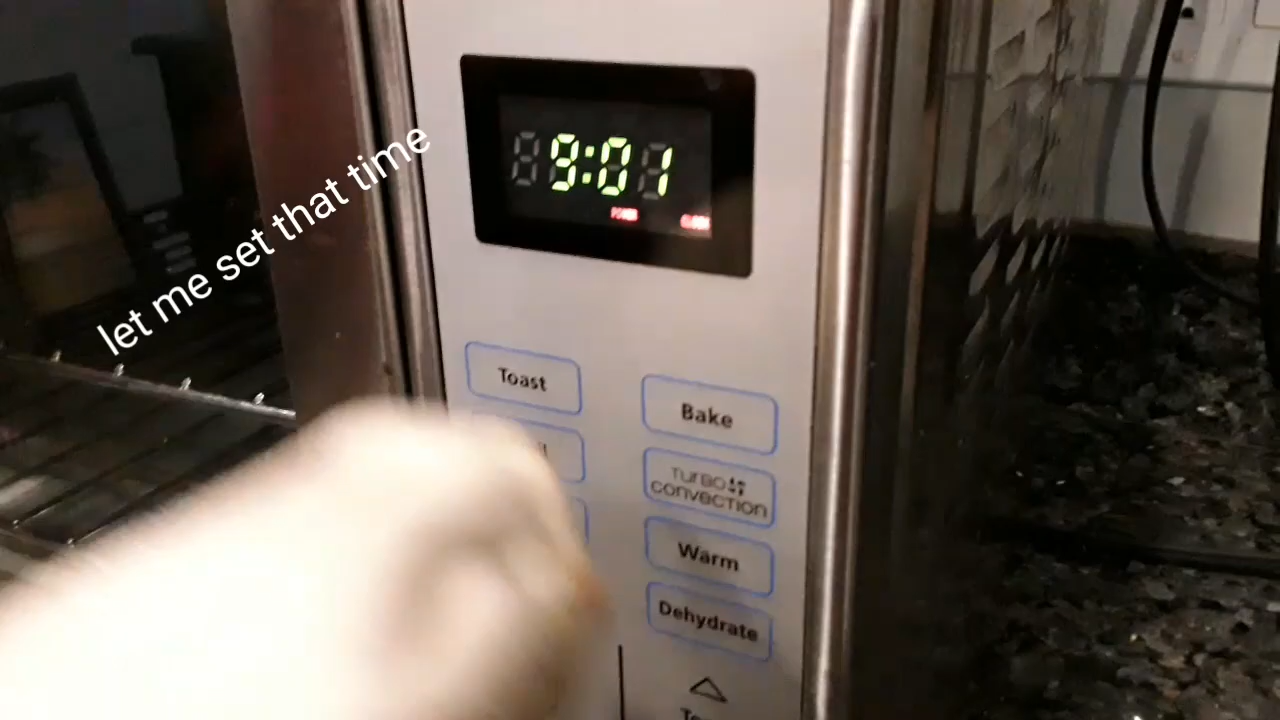 let me set that time
9:01
Toast
Bake
TURBO
CONVECTION
Warm
Dehydrate